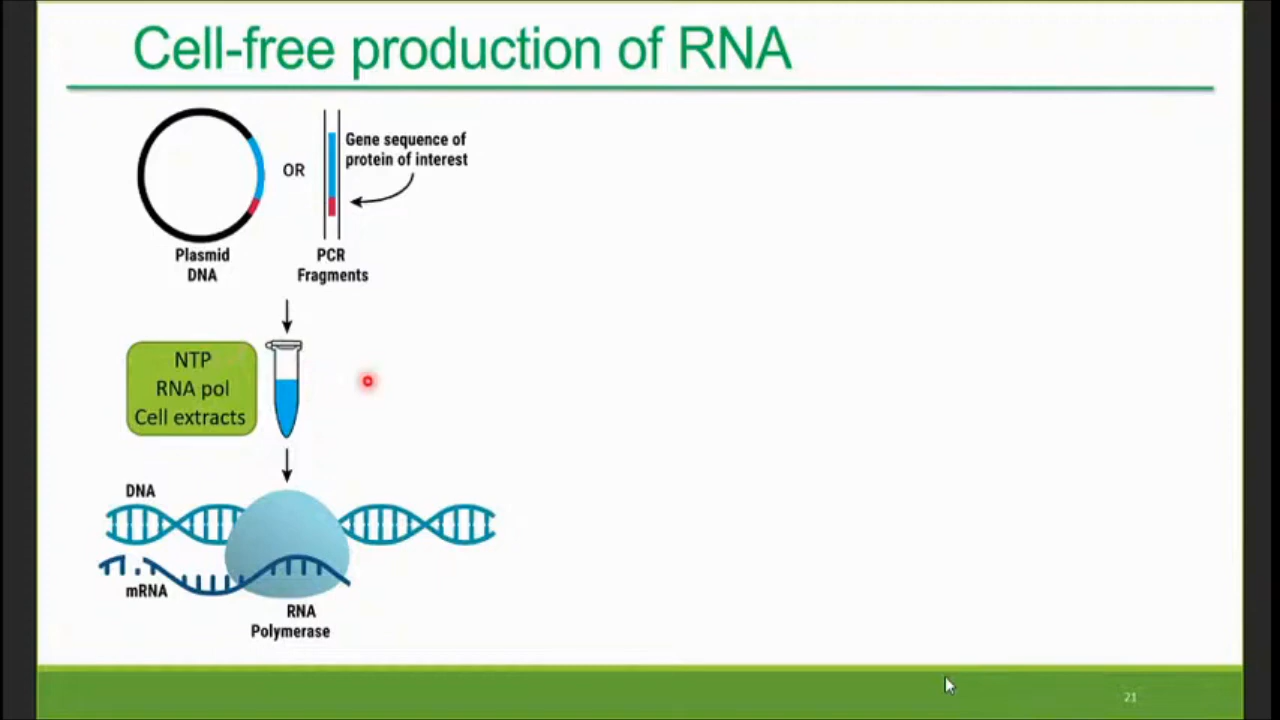 Cell-free production of RNA
OR
Gene sequence of
protein of interest
Plasmid
DNA
PCR
Fragments
NTP
RNA pol
Cell extracts
DNA
mRNA
RNA
Polymerase
21